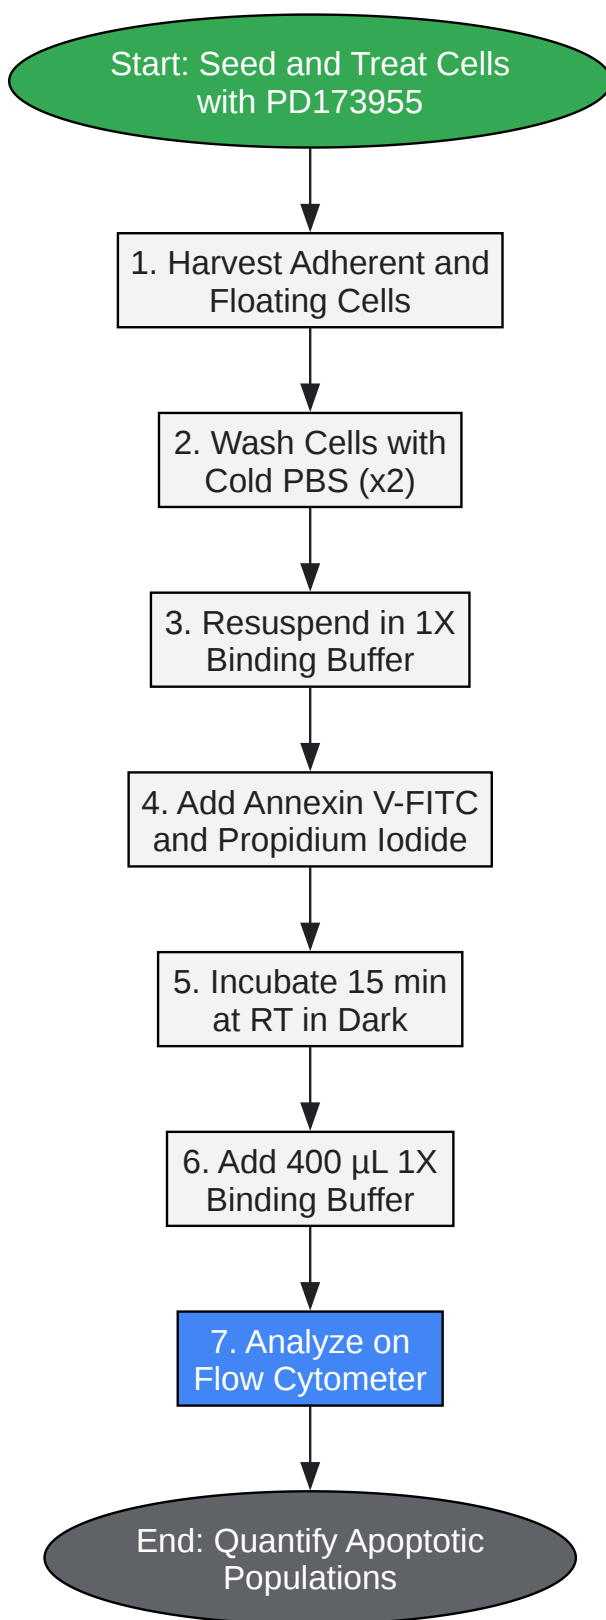 Start: Seed and Treat Cells
with PD173955
1. Harvest Adherent and
Floating Cells
2. Wash Cells with
Cold PBS (x2)
3. Resuspend in 1X
Binding Buffer
4. Add Annexin V-FITC
and Propidium Iodide
5. Incubate 15 min
at RT in Dark
6. Add 400 µL 1X
Binding Buffer
7. Analyze on
Flow Cytometer
End: Quantify Apoptotic
Populations